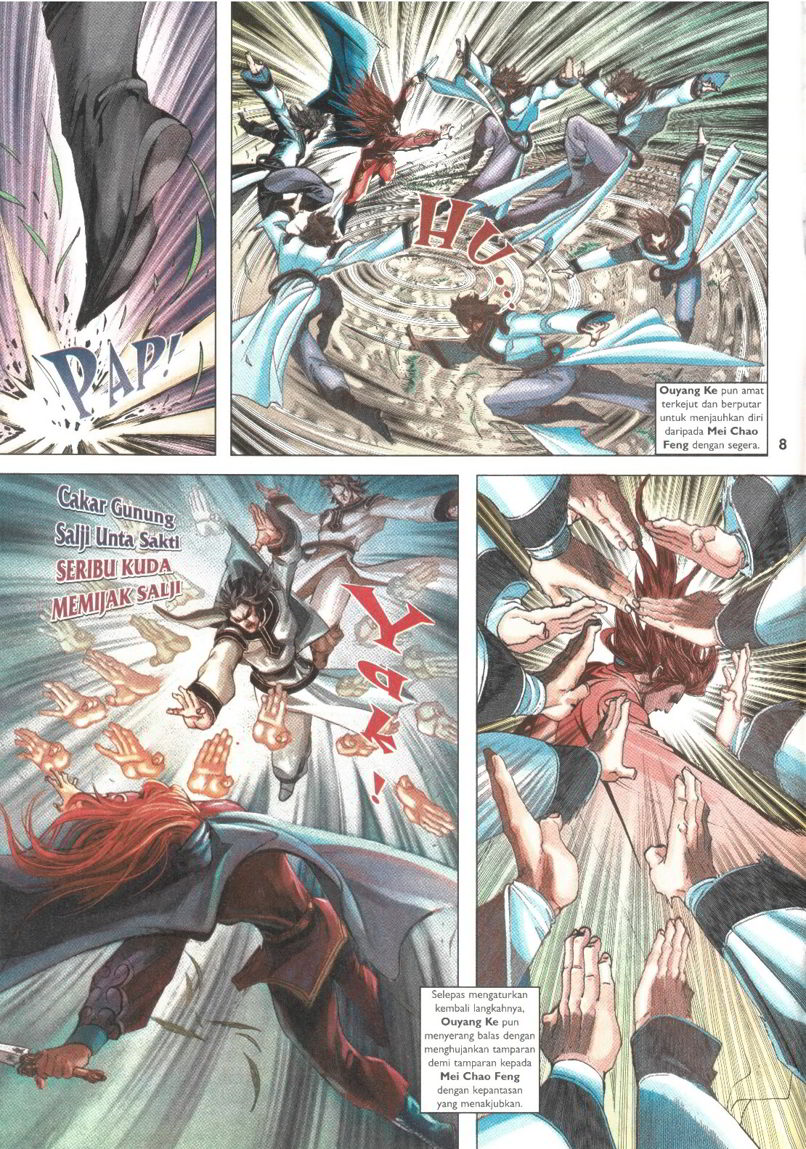 PAP!
HU...
Ouyang Ke pun amat
terkejut dan berputar
untuk menjauhkan diri
daripada Mei Chao
Feng dengan segera.
8
Cakar Gunung
Salji Unta Sakti
SERIBU KUDA
MEMIJAK SALJI
Yak!
Selepas mengaturkan
kembali langkahnya,
Ouyang Ke pun
menyerang balas dengan
menghujankan tamparan
demi tamparan kepada
Mei Chao Feng
dengan kepantasan
yang menakjubkan.